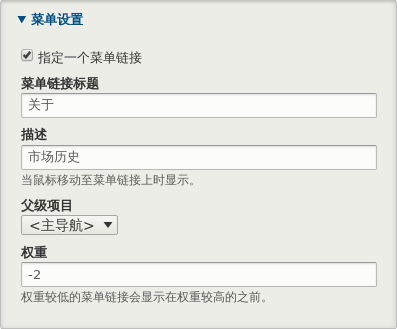 菜单设置
指定一个菜单链接
菜单链接标题
关于
描述
市场历史
当鼠标移动至菜单链接上时显示。
父级项目
<主导航>
权重
-2
权重较低的菜单链接会显示在权重较高的之前。